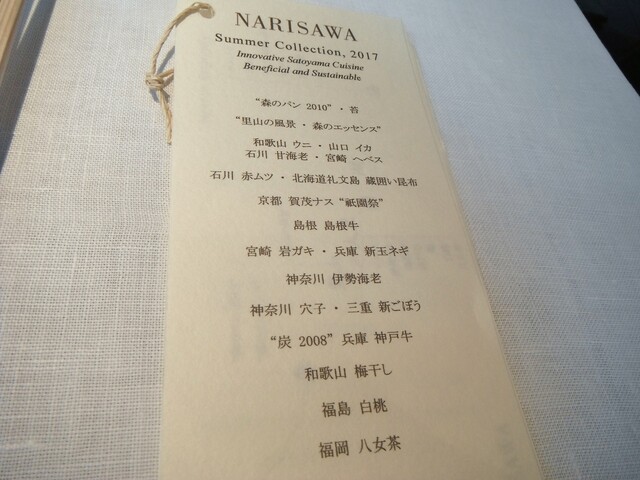 NARISAWA
Summer Collection, 2017
Innovative Satoyama Cuisine
Beneficial and Sustainable
“森のパン 2010”・苔
“里山の風景・森のエッセンス”
和歌山 ウニ・山口 イカ
石川 甘海老・宮崎 ヘベス
石川 赤ムツ・北海道礼文島 蔵囲い昆布
京都 賀茂ナス “祇園祭”
島根 島根牛
宮崎 岩ガキ・兵庫 新玉ネギ
神奈川 伊勢海老
神奈川 穴子・三重 新ごぼう
“炭 2008” 兵庫 神戸牛
和歌山 梅干し
福島 白桃
福岡 八女茶